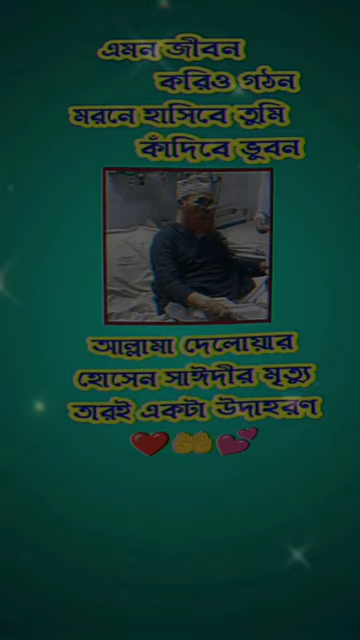 এমন জীবন
করিও গঠন
মরনে হাসিবে তুমি
কাঁদিবে ভূবন
আল্লামা দেলোয়ার
হোসেন সাঈদীর মৃত্যু
তারই একটা উদাহরণ